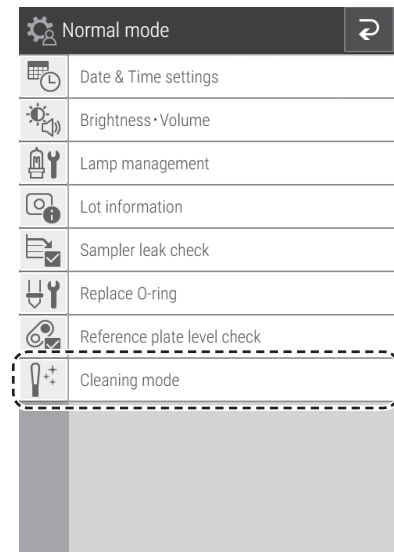 Normal mode
Date & Time settings
Brightness・Volume
Lamp management
Lot information
Sampler leak check
Replace O-ring
Reference plate level check
Cleaning mode